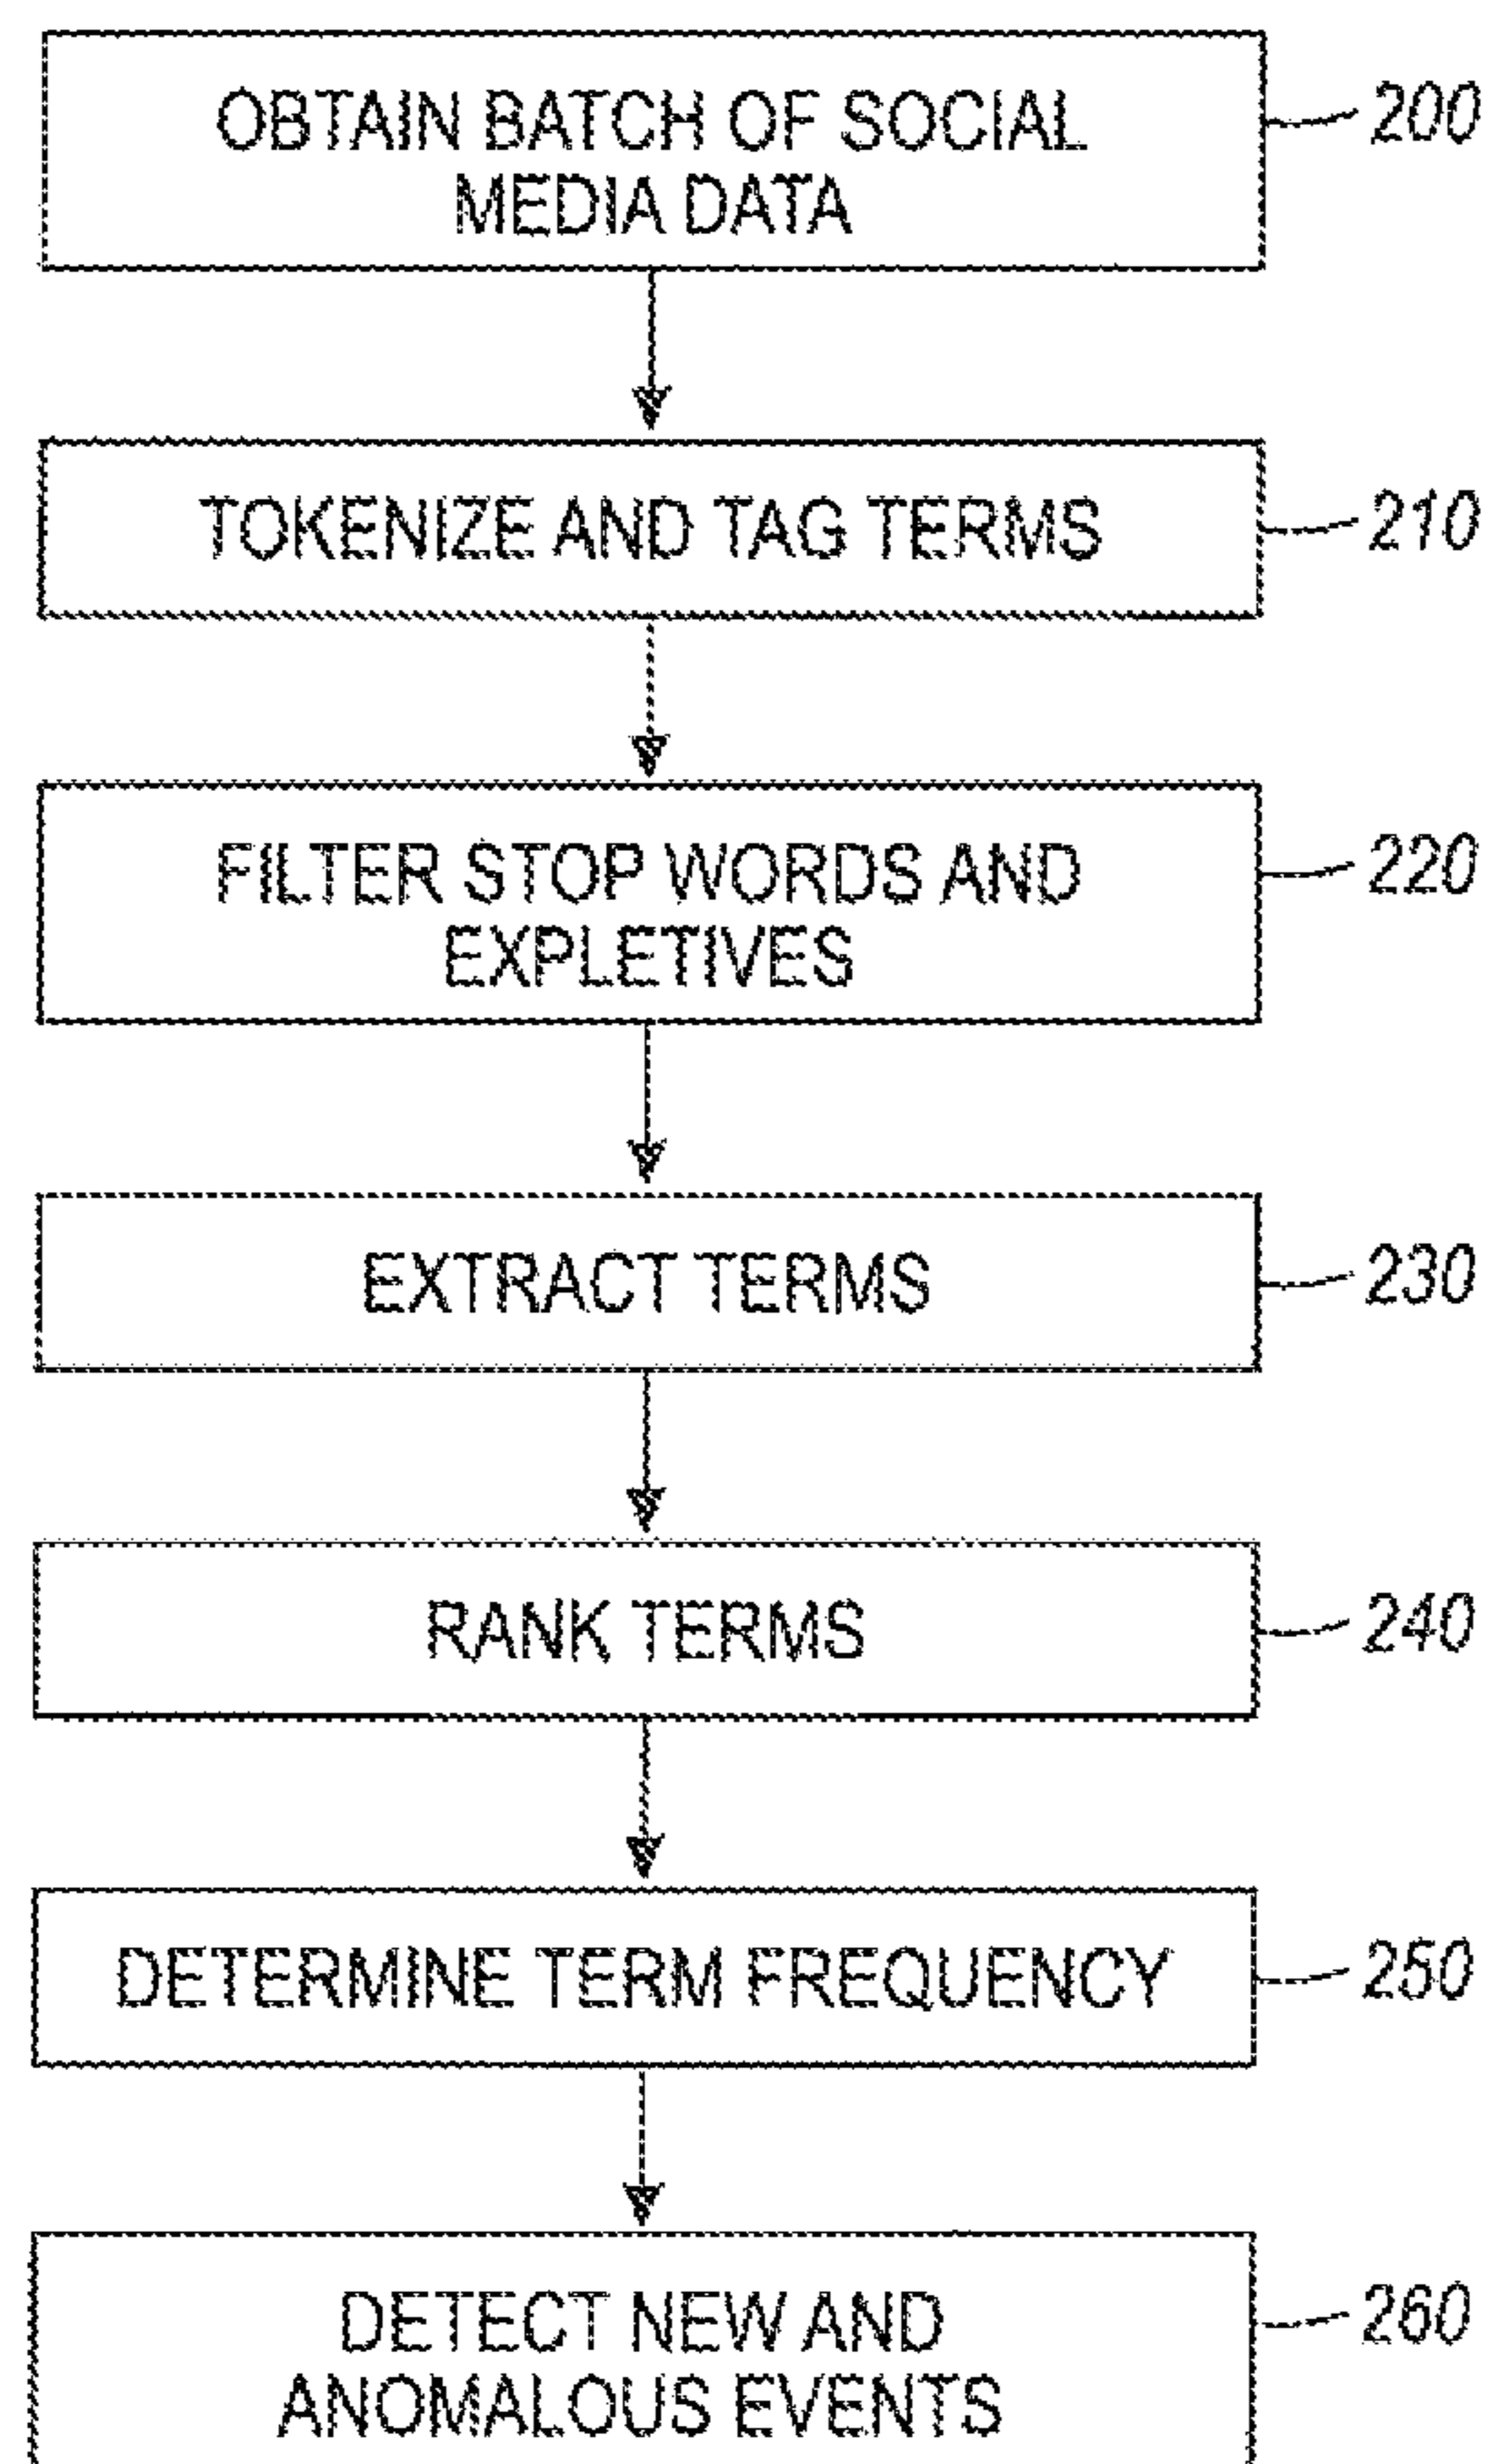 OBTAIN BATCH OF SOCIAL
MEDIA DATA
200
TOKENIZE AND TAG TERMS
210
FILTER STOP WORDS AND
EXPLETIVES
220
EXTRACT TERMS
230
RANK TERMS
240
DETERMINE TERM FREQUENCY
250
DETECT NEW AND
ANOMALOUS EVENTS
260